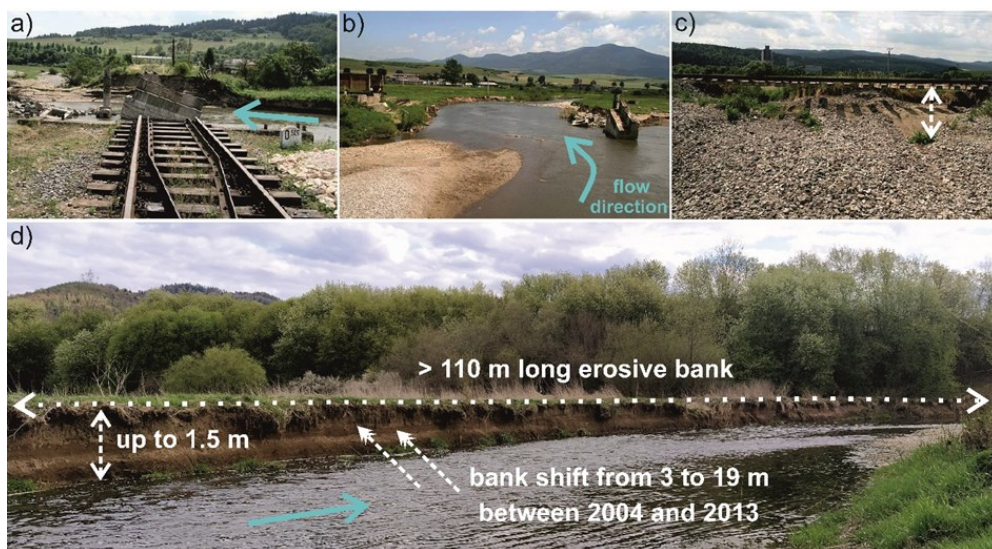 a)
b)
c)
flow
direction
d)
> 110 m long erosive bank
up to 1.5 m
bank shift from 3 to 19 m
between 2004 and 2013